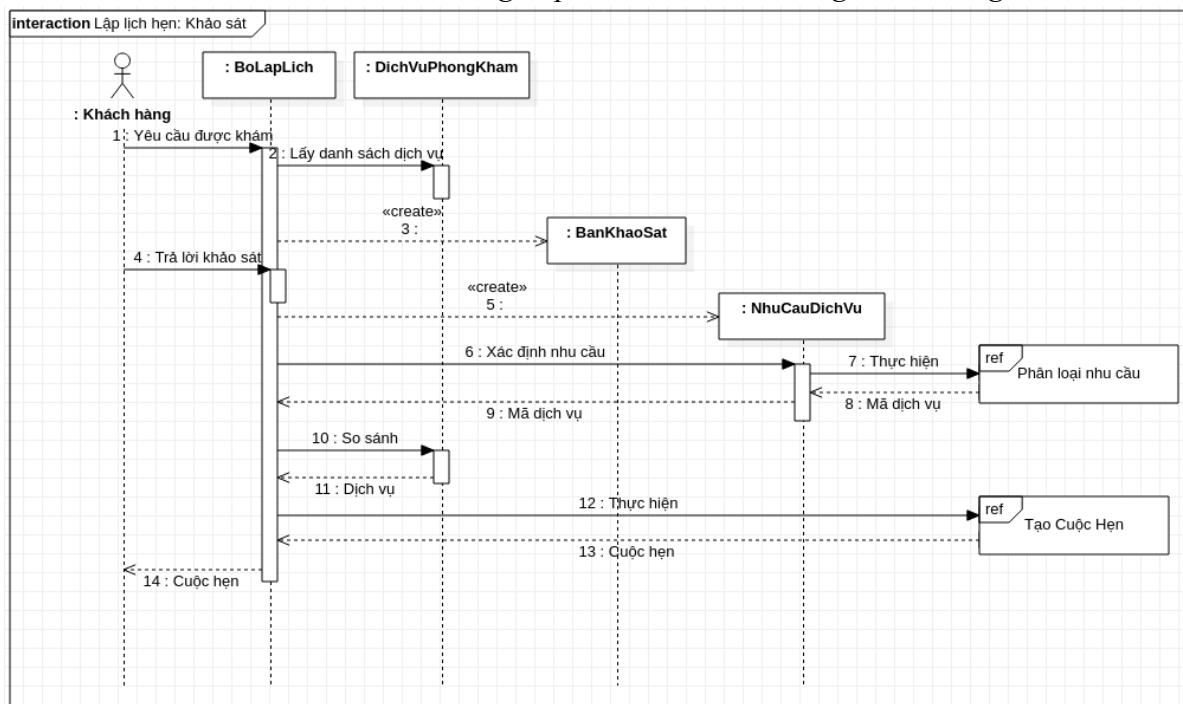 interaction Lập lịch hẹn: Khảo sát
: BoLapLich
: DichVuPhongKham
: Khách hàng
1 : Yêu cầu được khám
2 : Lấy danh sách dịch vụ
«create»
3 :
: BanKhaoSat
4 : Trả lời khảo sát
«create»
5 :
: NhuCauDichVu
6 : Xác định nhu cầu
7 : Thực hiện
ref
Phân loại nhu cầu
8 : Mã dịch vụ
9 : Mã dịch vụ
10 : So sánh
11 : Dịch vụ
12 : Thực hiện
ref
Tạo Cuộc Hẹn
13 : Cuộc hẹn
14 : Cuộc hẹn